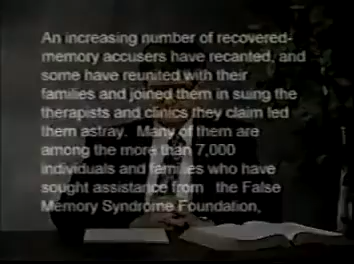 An increasing number of recovered-
memory accusers have recanted, and
some have reunited with their
families and joined them in suing the
therapists and clinics they claim led
them astray.  Many of them are
among the more than 7,000
individuals and families who have
sought assistance from  the False
Memory Syndrome Foundation,